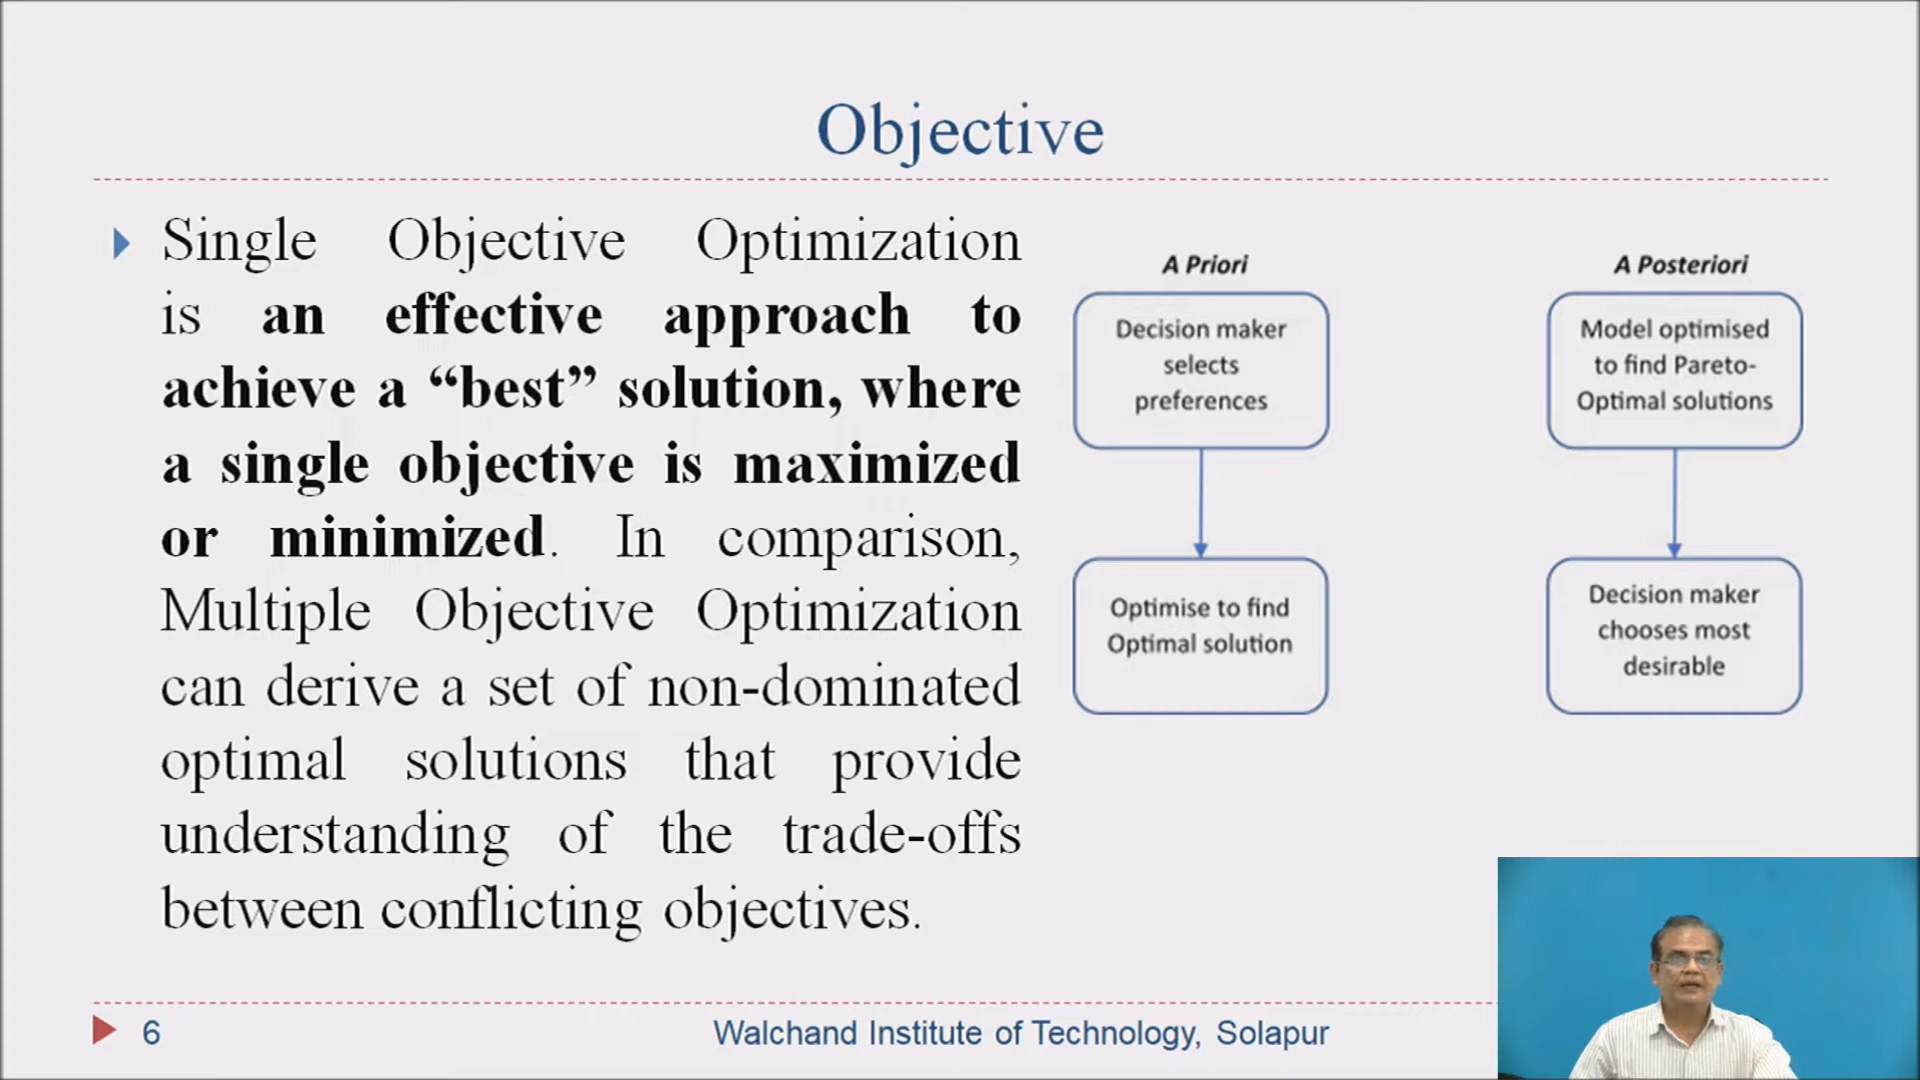 Objective
Single Objective Optimization
is an effective approach to
achieve a “best” solution, where
a single objective is maximized
or minimized. In comparison,
Multiple Objective Optimization
can derive a set of non-dominated
optimal solutions that provide
understanding of the trade-offs
between conflicting objectives.
A Priori
Decision maker
selects
preferences
Optimise to find
Optimal solution
A Posteriori
Model optimised
to find Pareto-
Optimal solutions
Decision maker
chooses most
desirable
6
Walchand Institute of Technology, Solapur